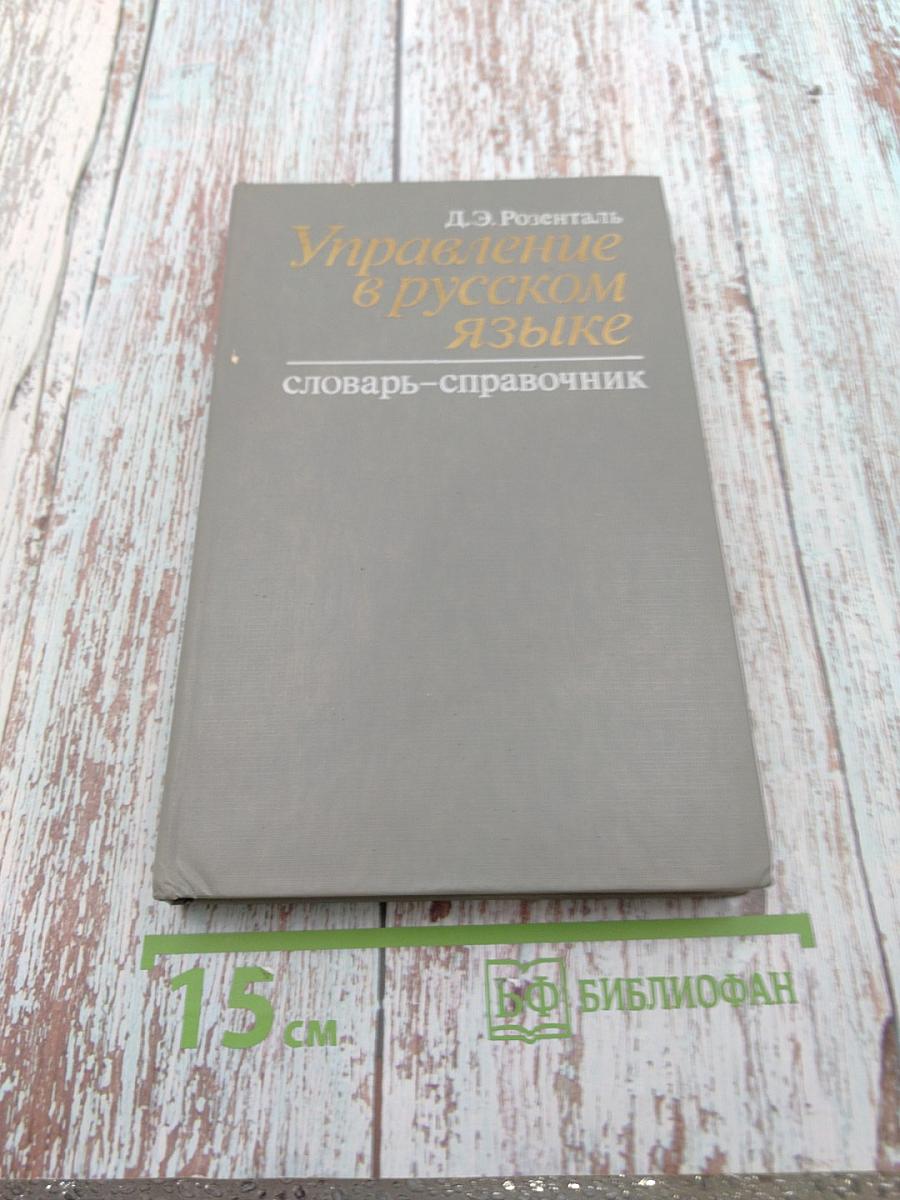 Д.Э. Розенталь
Управление
в русском
языке
словарь–справочник
15 см
БФ БИБЛИОФАН